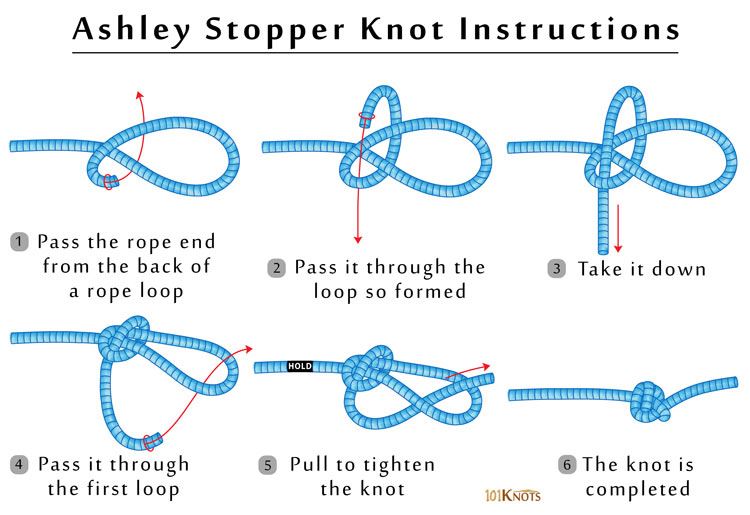 Ashley Stopper Knot Instructions
1 Pass the rope end
from the back of
a rope loop
2 Pass it through the
loop so formed
3 Take it down
4 Pass it through
the first loop
HOLD
5 Pull to tighten
the knot
6 The knot is
completed
101KNOTS